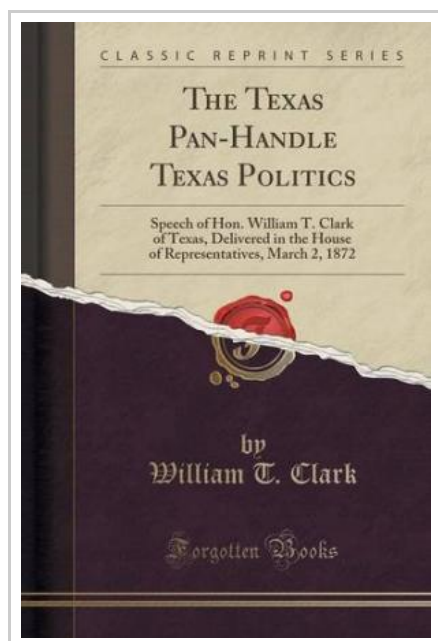 CLASSIC REPRINT SERIES
THE TEXAS
PAN-HANDLE
TEXAS POLITICS
Speech of Hon. William T. Clark
of Texas, Delivered in the House
of Representatives, March 2, 1872
by
William T. Clark
Forgotten Books